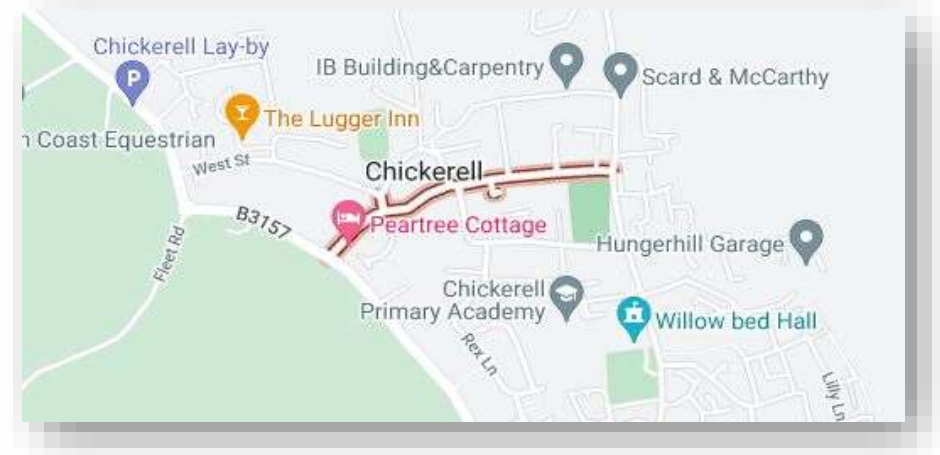 Chickerell Lay-by
P
IB Building&Carpentry
Scard & McCarthy
The Lugger Inn
Coast Equestrian
West St
Chickerell
B3157
Peartree Cottage
Fleet Rd
Hungerhill Garage
Chickerell
Primary Academy
Willow bed Hall
Rex Ln
Lilly Ln